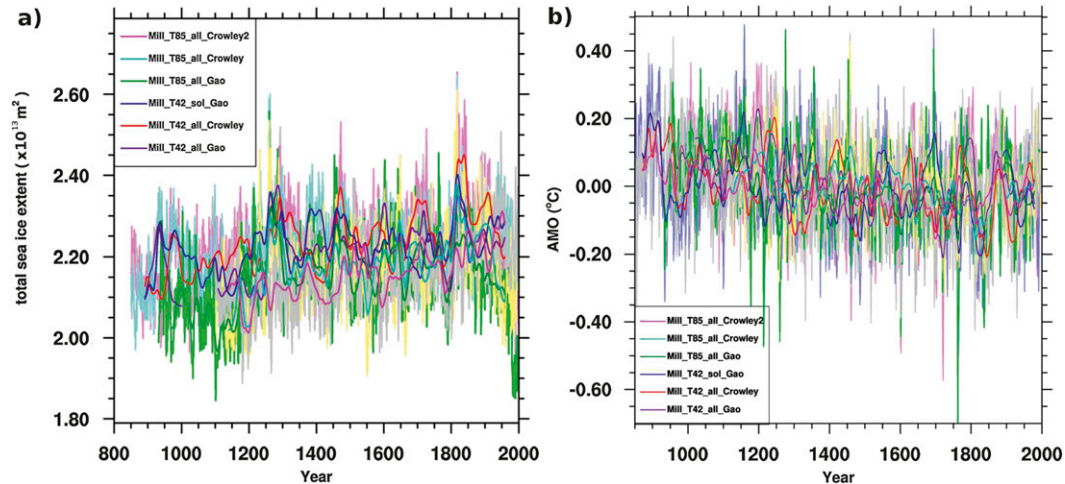 a)
total sea ice extent ( x10¹³ m²)
2.60
2.40
2.20
2.00
1.80
Mill_T85_all_Crowley2
Mill_T85_all_Crowley
Mill_T85_all_Gao
Mill_T42_sol_Gao
Mill_T42_all_Crowley
Mill_T42_all_Gao
800 1000 1200 1400 1600 1800 2000
Year
b)
AMO (°C)
0.40
0.20
0.00
-0.20
-0.40
-0.60
Mill_T85_all_Crowley2
Mill_T85_all_Crowley
Mill_T85_all_Gao
Mill_T42_sol_Gao
Mill_T42_all_Crowley
Mill_T42_all_Gao
1000 1200 1400 1600 1800 2000
Year